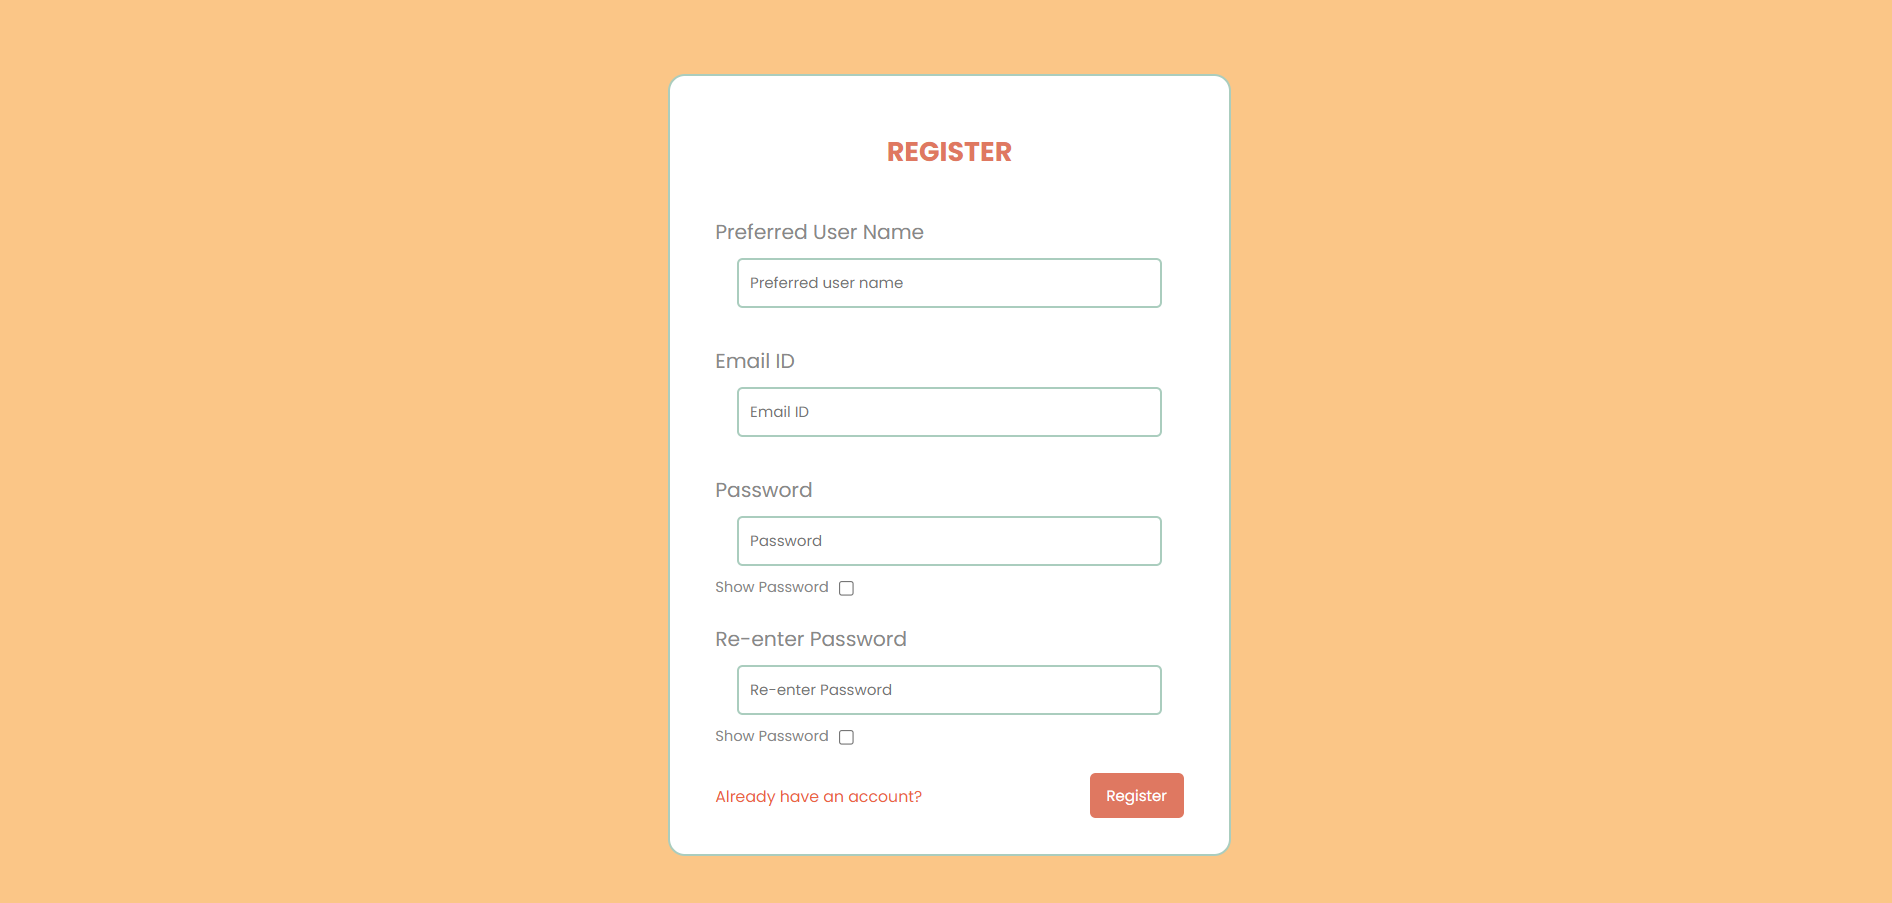 REGISTER
Preferred User Name
Preferred user name
Email ID
Email ID
Password
Password
Show Password
Re-enter Password
Re-enter Password
Show Password
Already have an account? Register